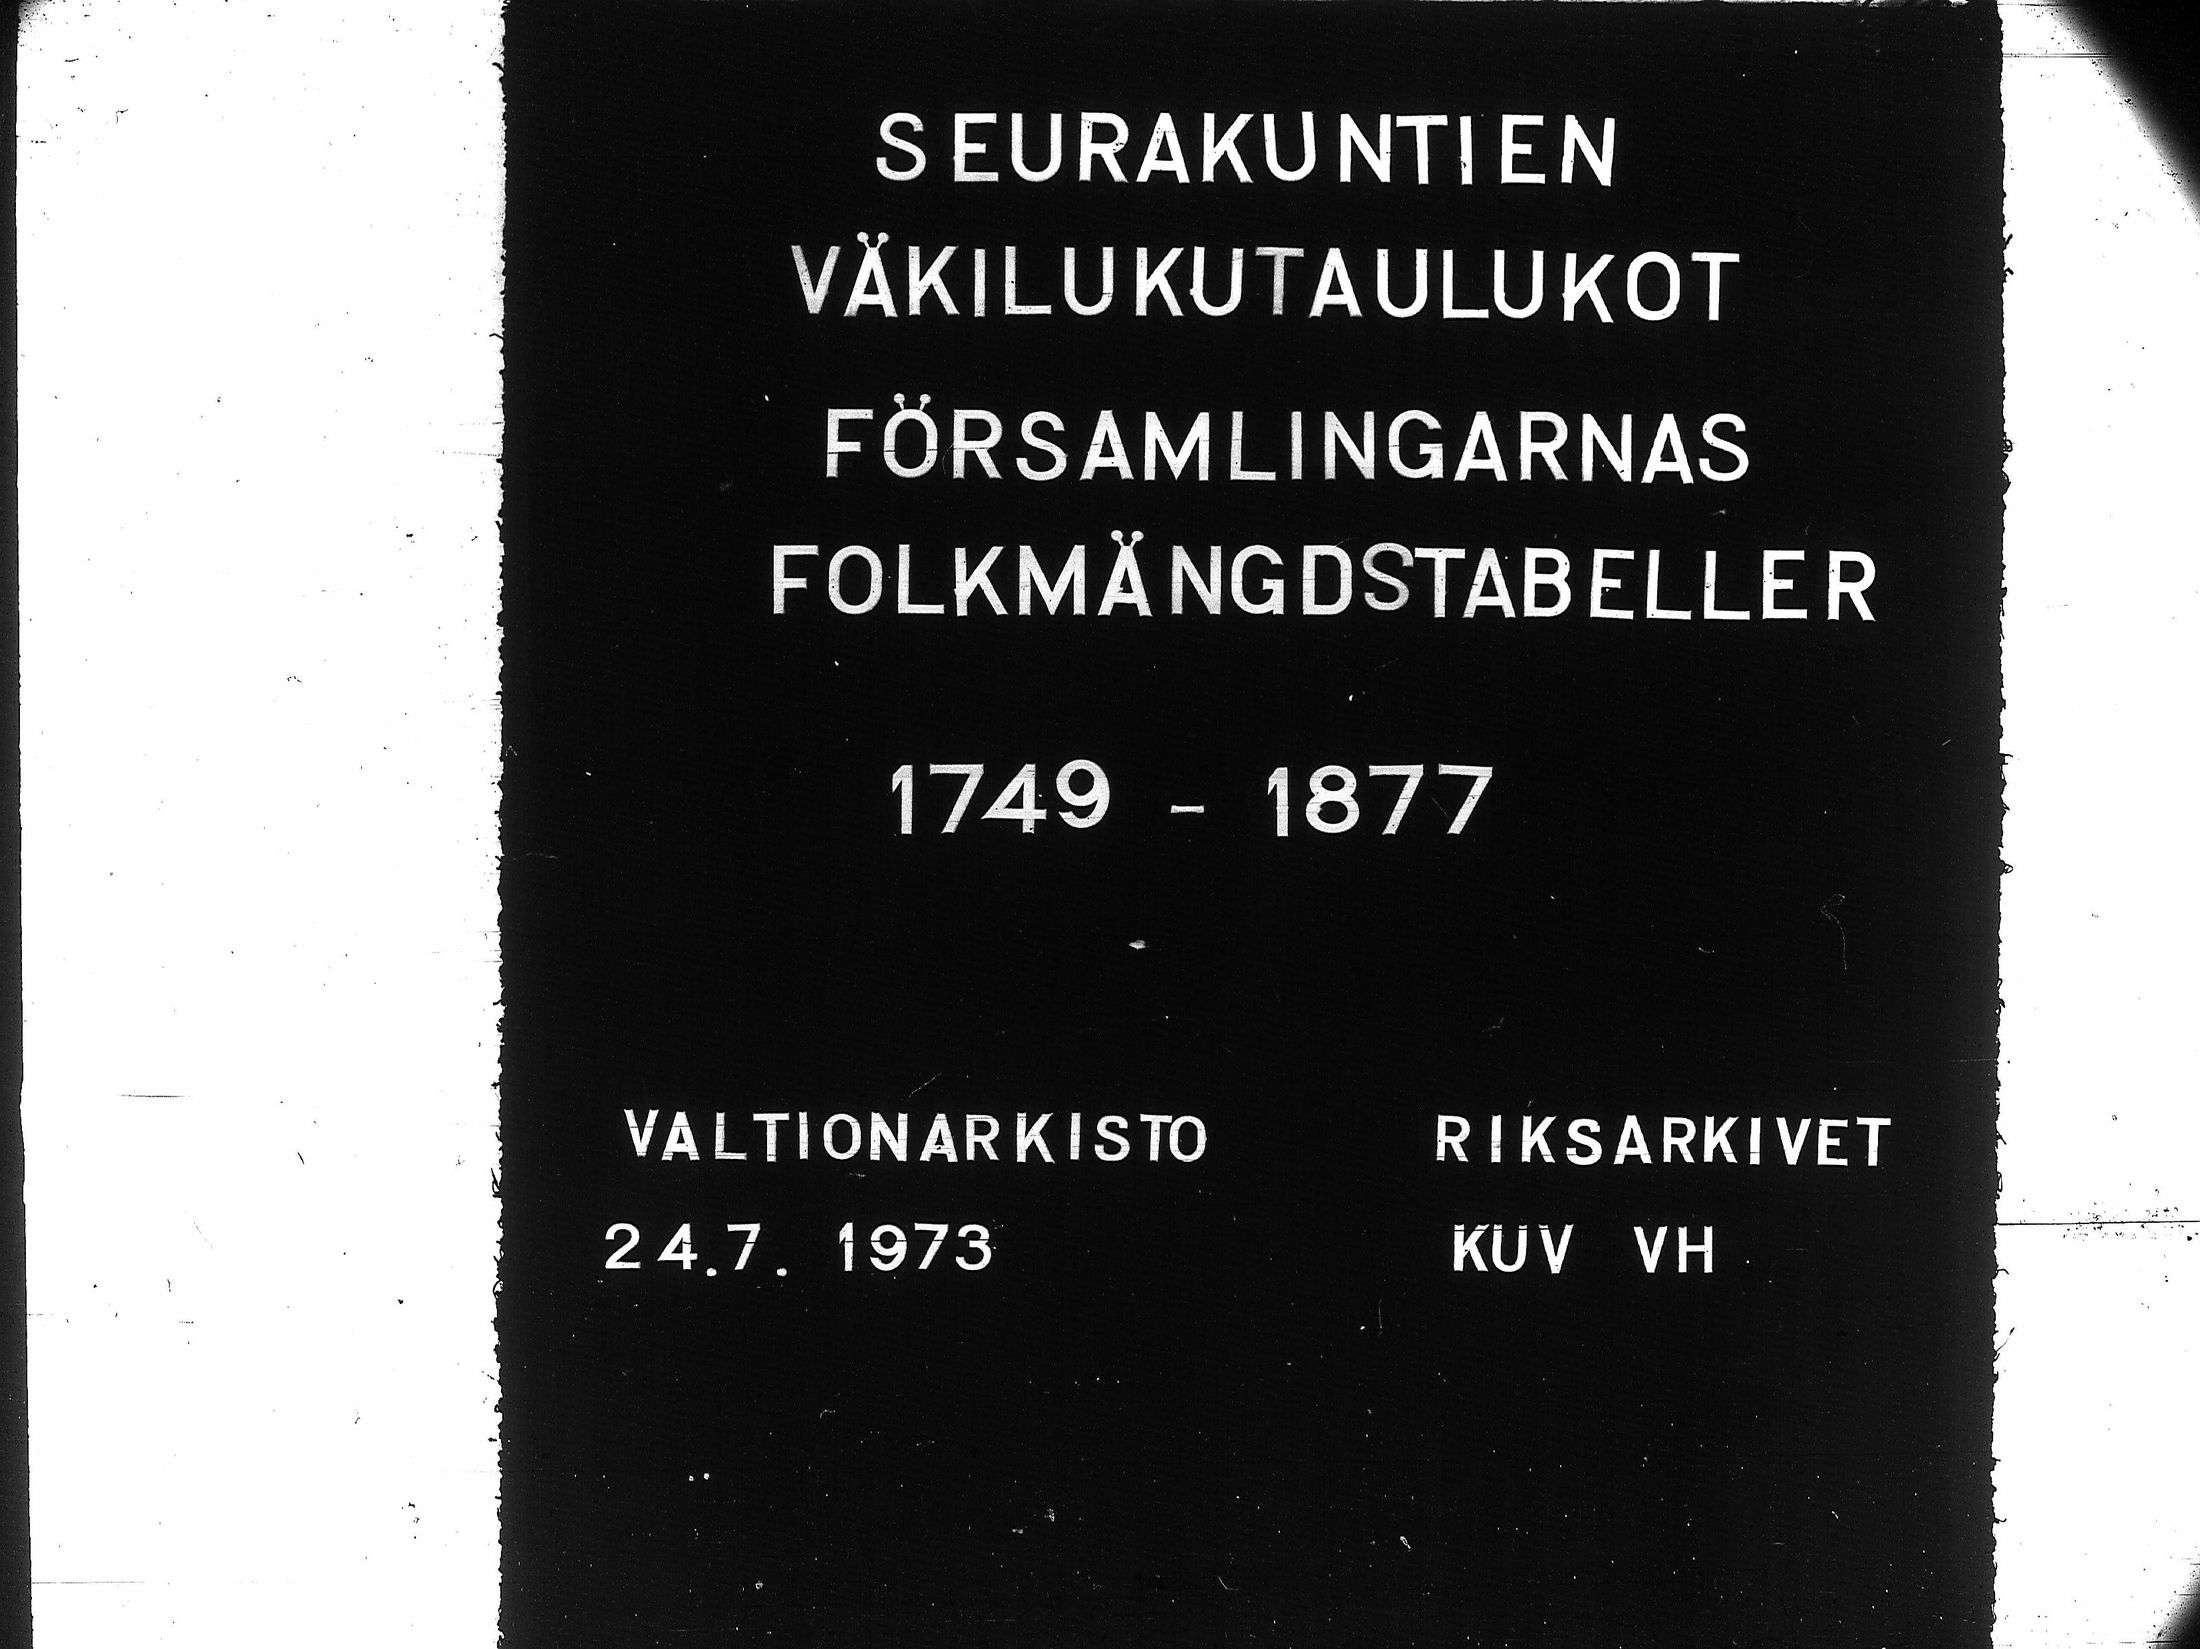 SEURAKUNTIEN
VÄKILUKUTAULUKOT
FÖRSAMLINGARNAS
FOLKMÄNGDSTABELLER
1749 - 1877
VALTIONARKISTO RIKSARKIVET
24.7. 1973 KUV VH